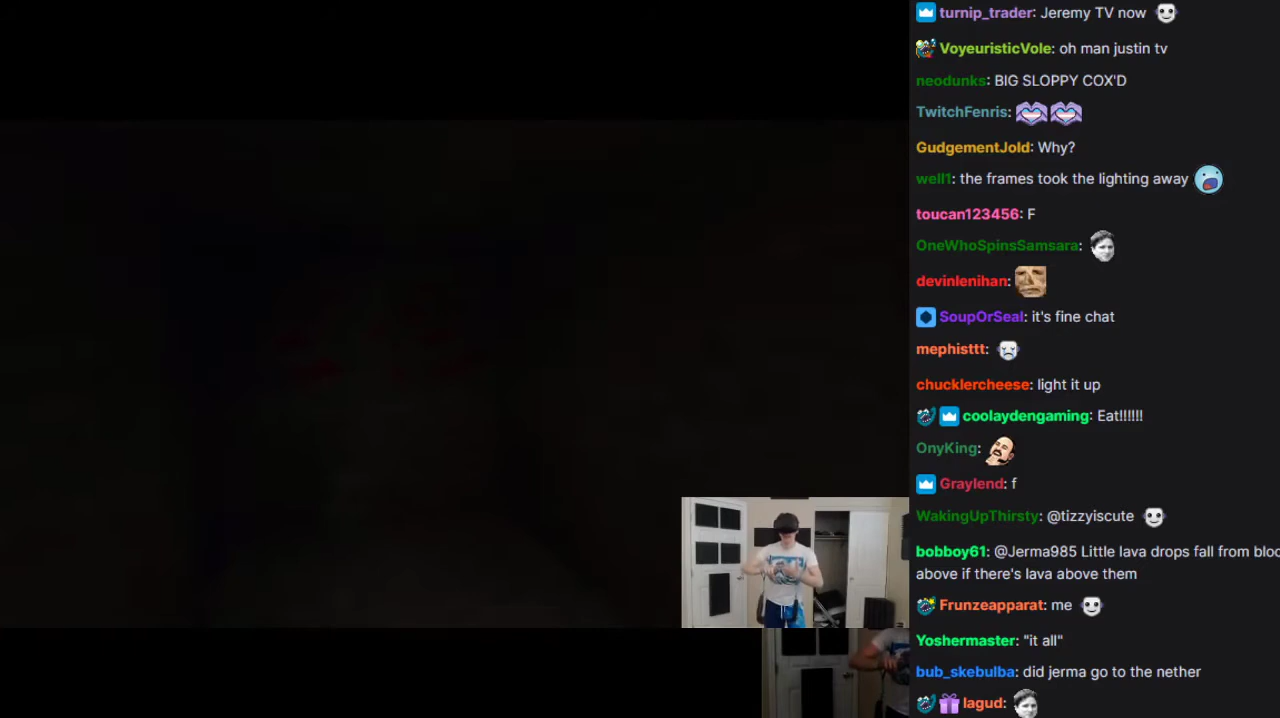 turnip_trader: Jeremy TV now
VoyeuristicVole: oh man justin tv
neodunks: BIG SLOPPY COX'D
TwitchFenris:
GudgementJold: Why?
well1: the frames took the lighting away
toucan123456: F
OneWhoSpinsSamsara:
devinlenihan:
SoupOrSeal: it's fine chat
mephisttt:
chucklercheese: light it up
coolaydengaming: Eat!!!!!!
OnyKing:
Graylend: f
WakingUpThirsty: @tizzyiscute
bobboy61: @Jerma985 Little lava drops fall from bloc
above if there's lava above them
Frunzeapparat: me
Yoshermaster: "it all"
bub_skebulba: did jerma go to the nether
lagud: